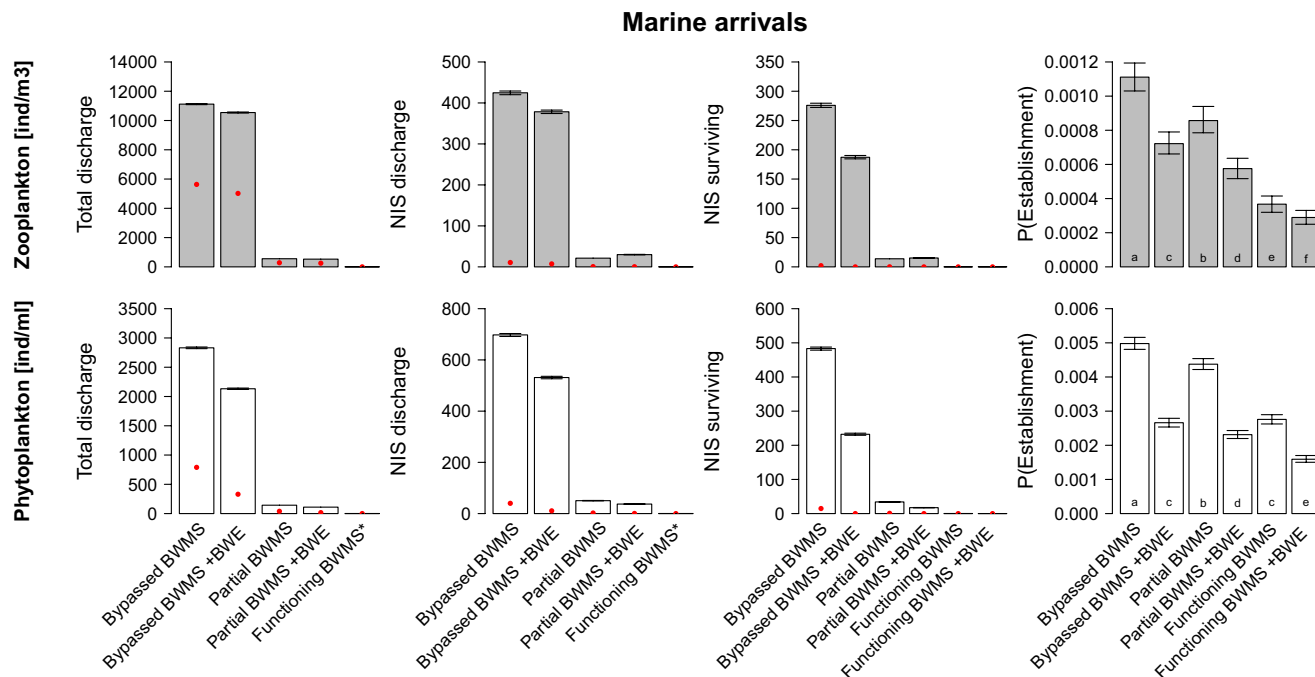 Marine arrivals
Zooplankton [ind/m3]
Total discharge
14000
12000
10000
8000
6000
4000
2000
0
NIS discharge
500
400
300
200
100
0
NIS surviving
350
300
250
200
150
100
50
0
P(Establishment)
0.0012
0.0010
0.0008
0.0006
0.0004
0.0002
0.0000
a c b d e f
Phytoplankton [ind/ml]
Total discharge
3500
3000
2500
2000
1500
1000
500
0
Bypassed BWMS
Bypassed BWMS +BWE
Partial BWMS
Partial BWMS +BWE
Functioning BWMS*
NIS discharge
800
600
400
200
0
Bypassed BWMS
Bypassed BWMS +BWE
Partial BWMS
Partial BWMS +BWE
Functioning BWMS*
NIS surviving
600
500
400
300
200
100
0
Bypassed BWMS
Bypassed BWMS +BWE
Partial BWMS
Partial BWMS +BWE
Functioning BWMS
Functioning BWMS +BWE
P(Establishment)
0.006
0.005
0.004
0.003
0.002
0.001
0.000
a c b d c e
Bypassed BWMS
Bypassed BWMS +BWE
Partial BWMS
Partial BWMS +BWE
Functioning BWMS
Functioning BWMS +BWE